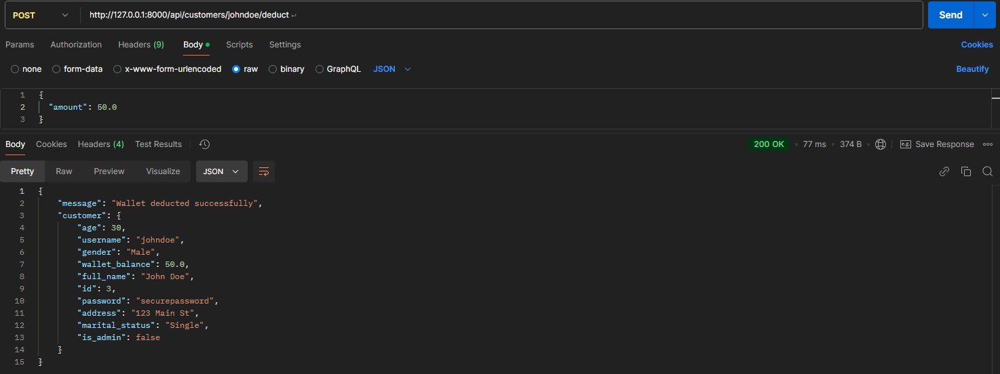 POST http://127.0.0.1:8000/api/customers/johndoe/deduct Send
Params Authorization Headers (9) Body Scripts Settings Cookies
none form-data x-www-form-urlencoded raw binary GraphQL JSON Beautify
1 {
2 "amount": 50.0
3 }
Body Cookies Headers (4) Test Results 200 OK 77 ms 374 B e.g. Save Response
Pretty Raw Preview Visualize JSON
1 {
2 "message": "Wallet deducted successfully",
3 "customer": {
4 "age": 30,
5 "username": "johndoe",
6 "gender": "Male",
7 "wallet_balance": 50.0,
8 "full_name": "John Doe",
9 "id": 3,
10 "password": "securepassword",
11 "address": "123 Main St",
12 "marital_status": "Single",
13 "is_admin": false
14 }
15 }